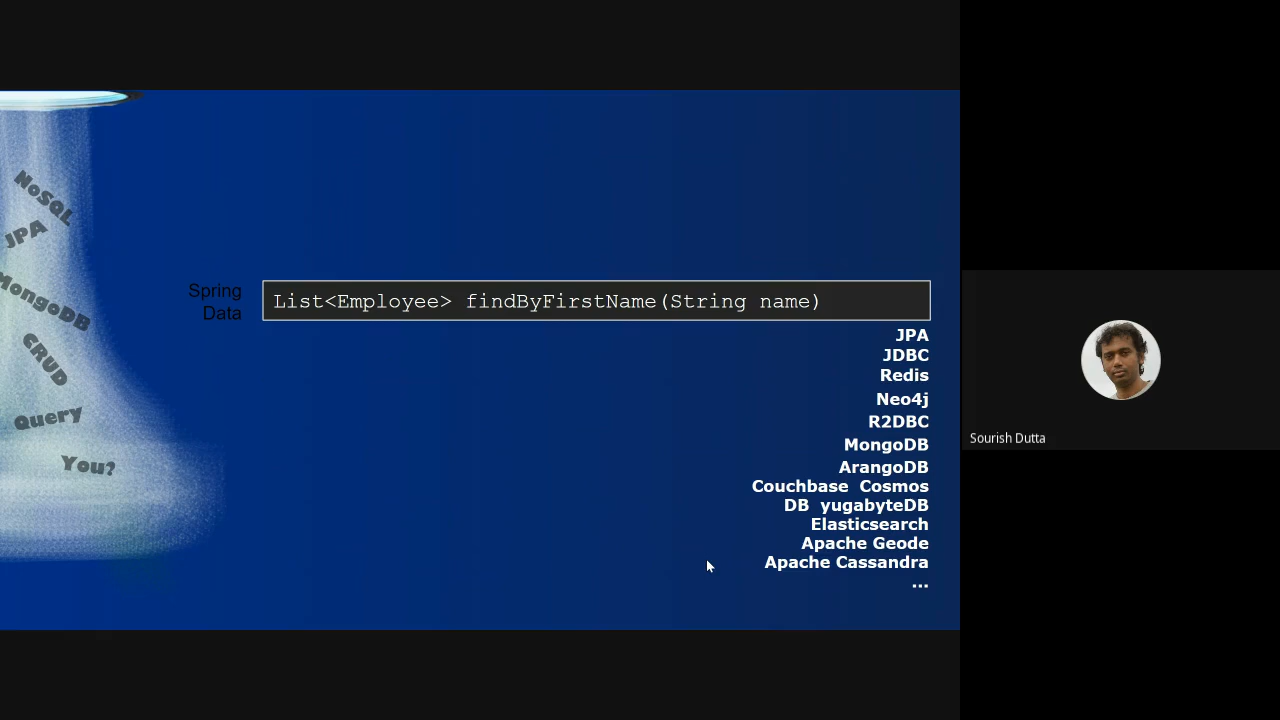 NoSQL
JPA
MongoDB
CRUD
Query
You?
Spring
Data
List<Employee> findByFirstName(String name)
JPA
JDBC
Redis
Neo4j
R2DBC
MongoDB
ArangoDB
Couchbase Cosmos
DB yugabyteDB
Elasticsearch
Apache Geode
Apache Cassandra
...
Sourish Dutta